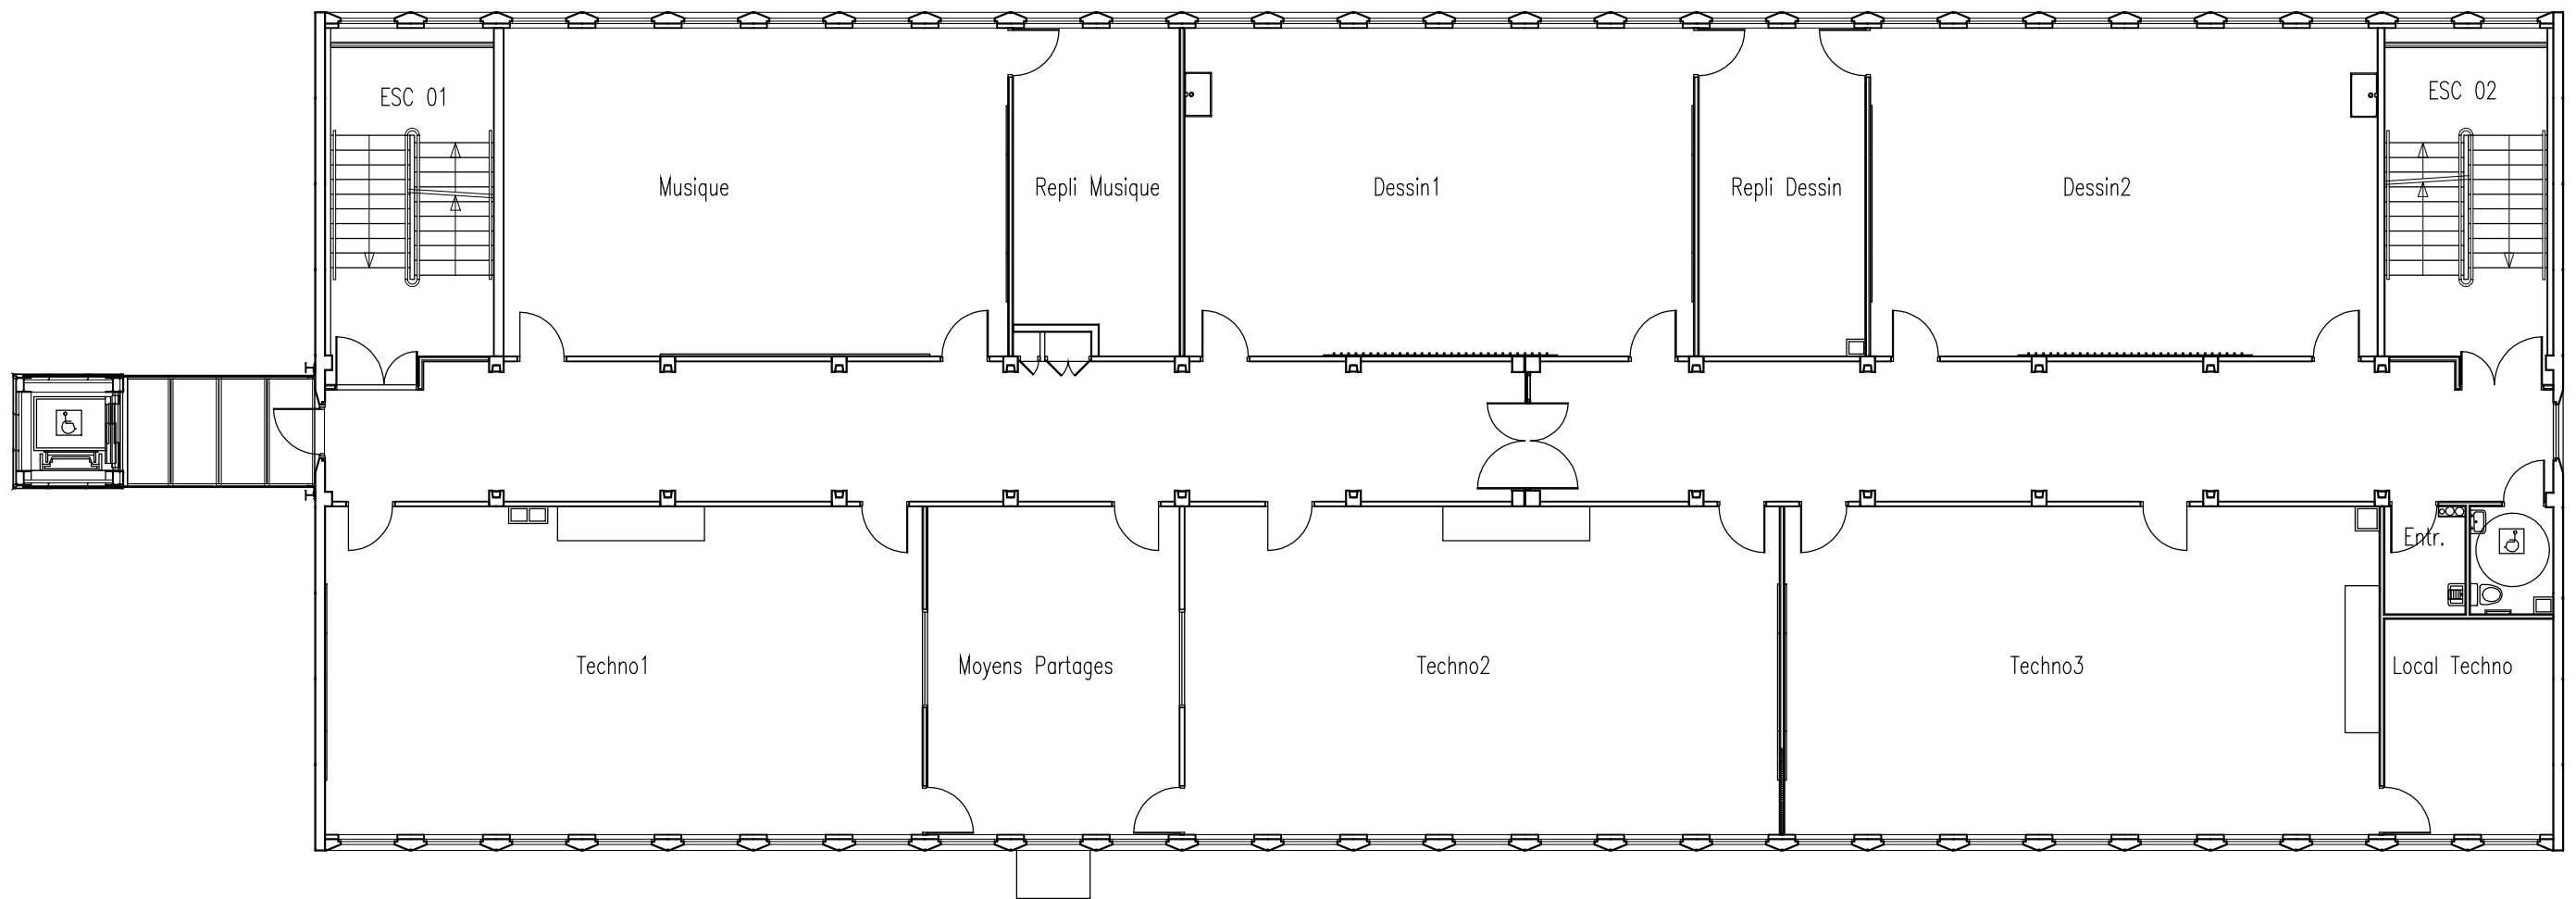 ESC 01
ESC 02
Musique
Repli Musique
Dessin1
Repli Dessin
Dessin2
Entr.
Techno1
Moyens Partages
Techno2
Techno3
Local Techno